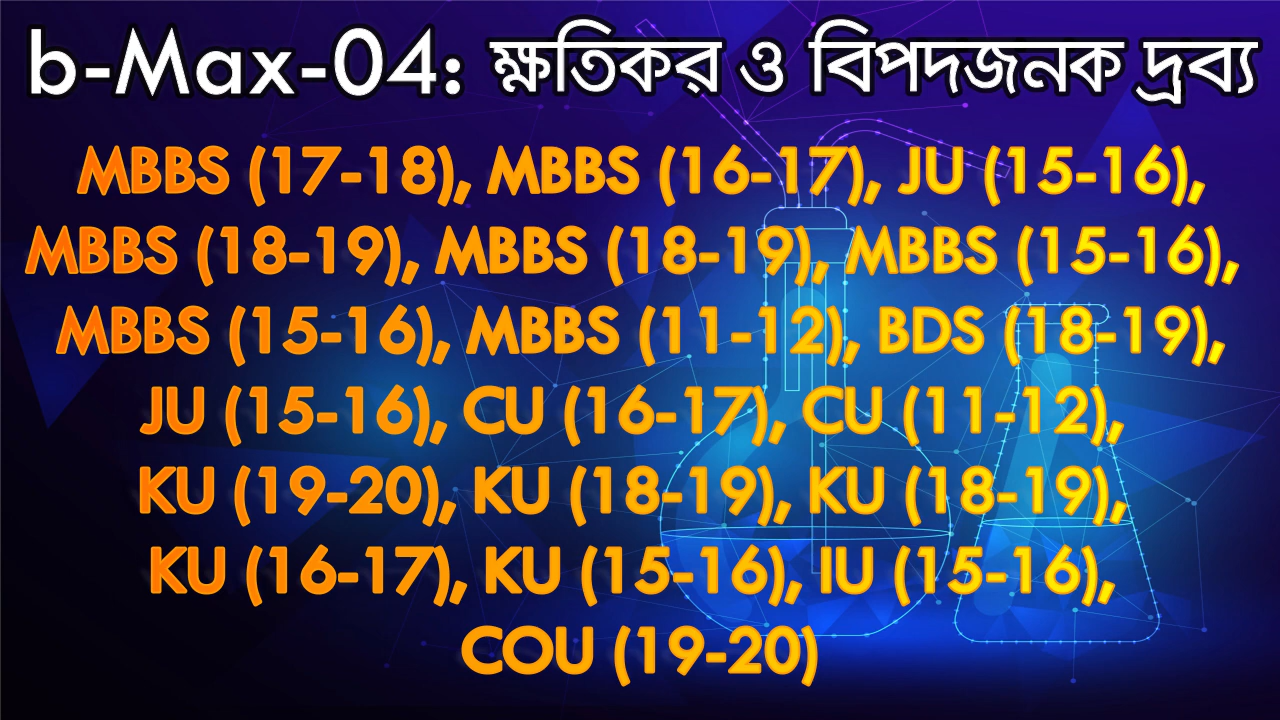 b-Max-04: ক্ষতিকর ও বিপদজনক দ্রব্য
MBBS (17-18), MBBS (16-17), JU (15-16),
MBBS (18-19), MBBS (18-19), MBBS (15-16),
MBBS (15-16), MBBS (11-12), BDS (18-19),
JU (15-16), CU (16-17), CU (11-12),
KU (19-20), KU (18-19), KU (18-19),
KU (16-17), KU (15-16), IU (15-16),
COU (19-20)